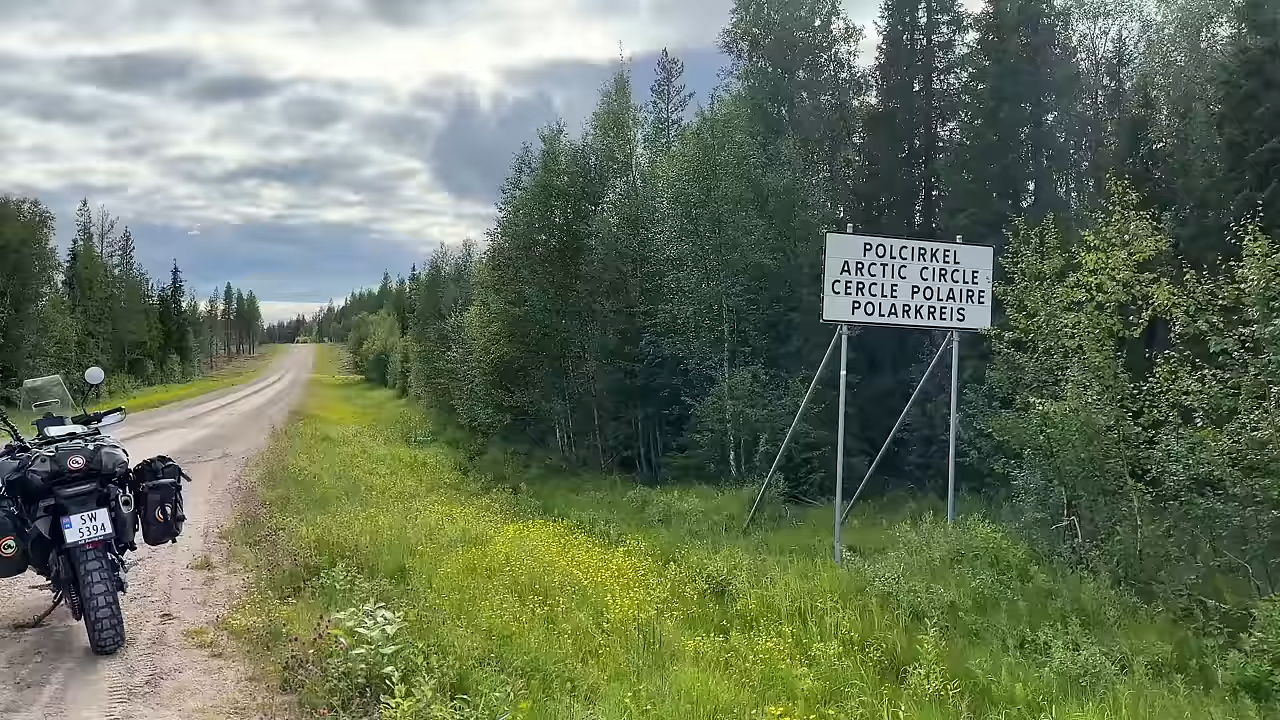 POLCIRKEL
ARCTIC CIRCLE
CERCLE POLAIRE
POLARKREIS
SW
5394